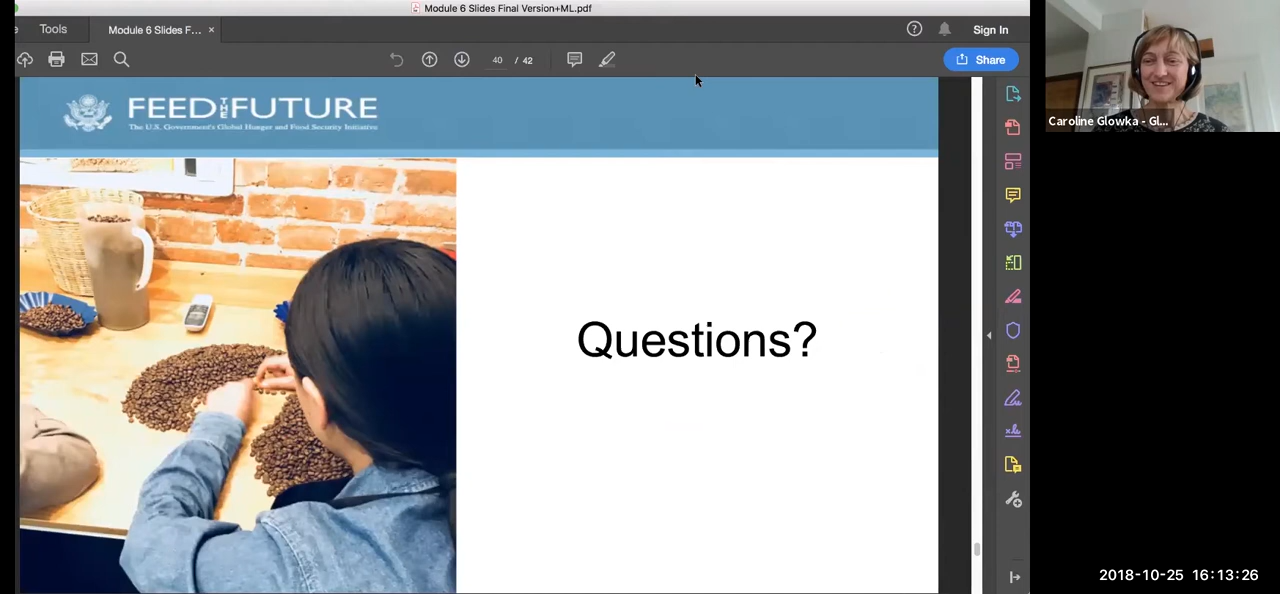 Module 6 Slides Final Version+ML.pdf
Tools
Module 6 Slides F...
Sign In
40 / 42
Share
FEED THE FUTURE
The U.S. Government's Global Hunger and Food Security Initiative
Questions?
Caroline Glowka - Gl...
2018-10-25 16:13:26